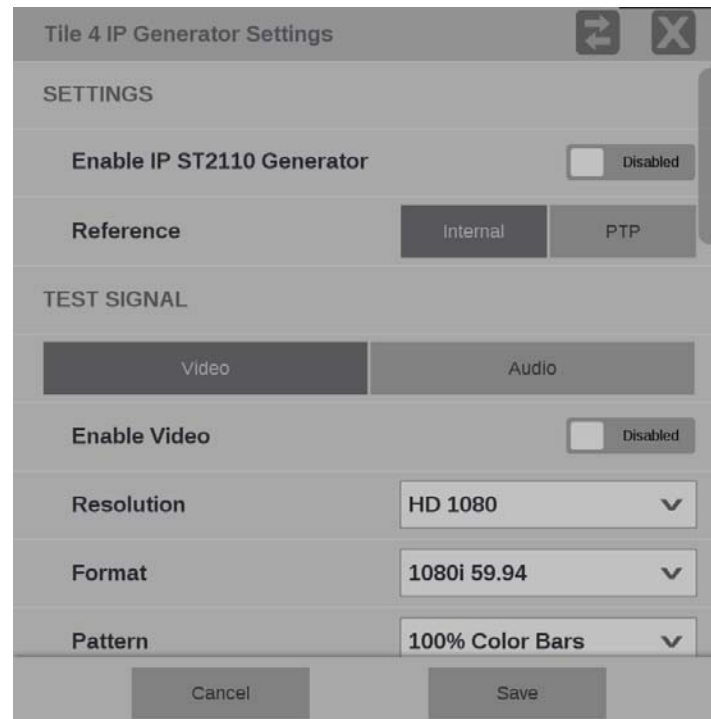 Tile 4 IP Generator Settings
SETTINGS
Enable IP ST2110 Generator Disabled
Reference Internal PTP
TEST SIGNAL
Video Audio
Enable Video Disabled
Resolution HD 1080
Format 1080i 59.94
Pattern 100% Color Bars
Cancel Save